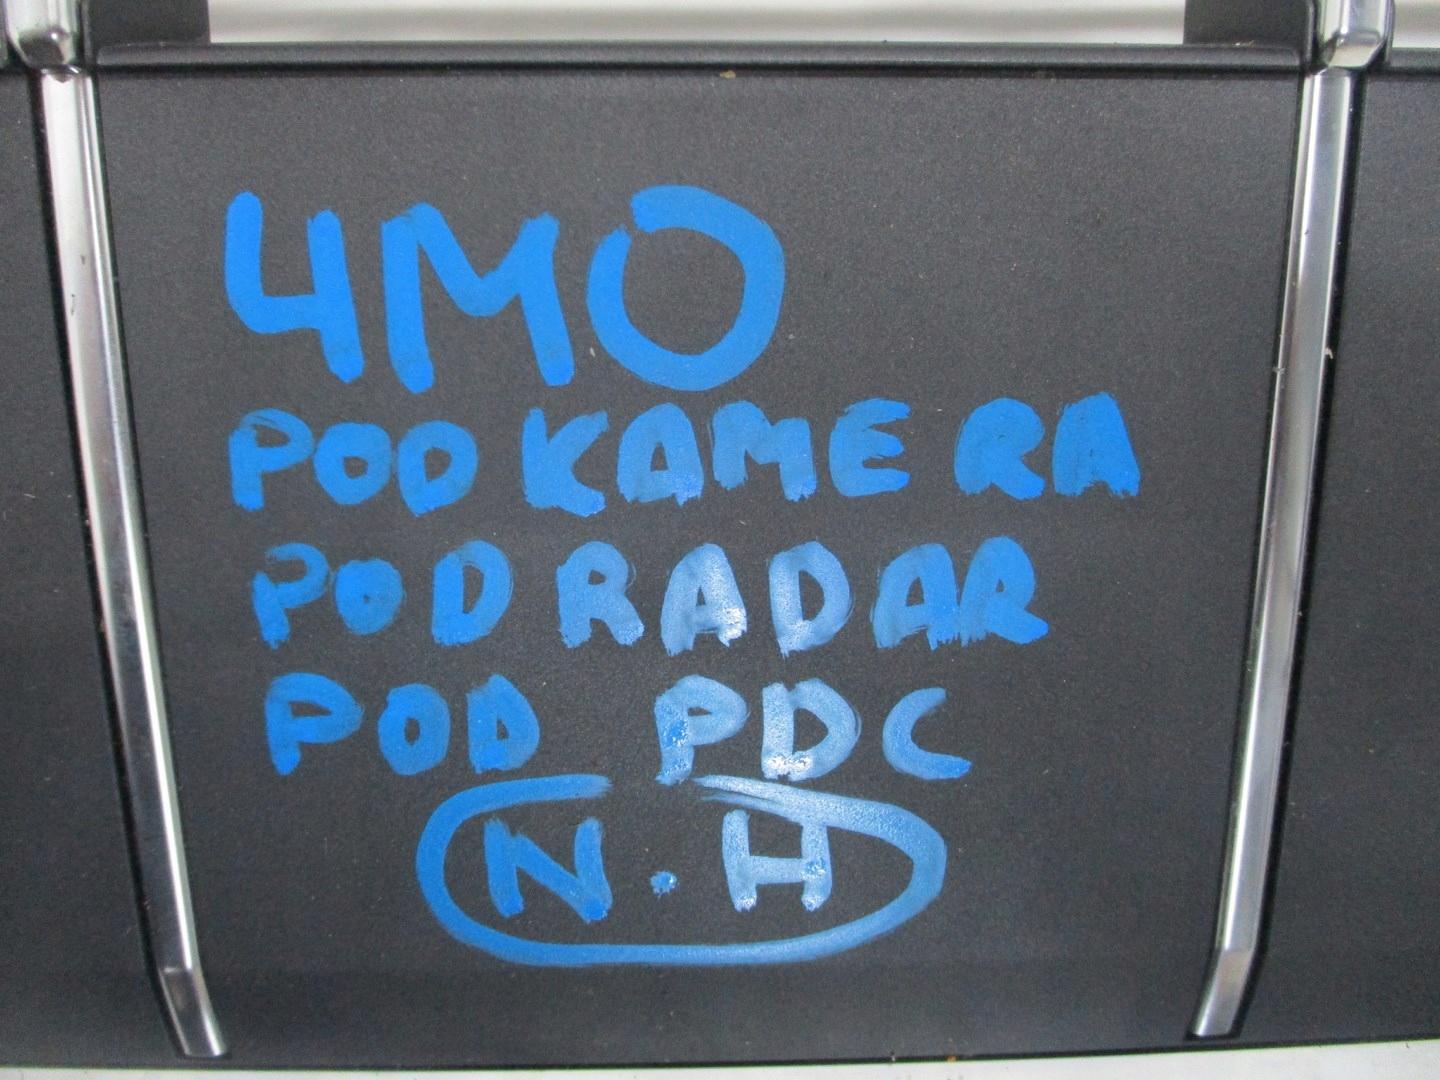 4MO
POD KAMERA
POD RADAR
POD PDC
N.H